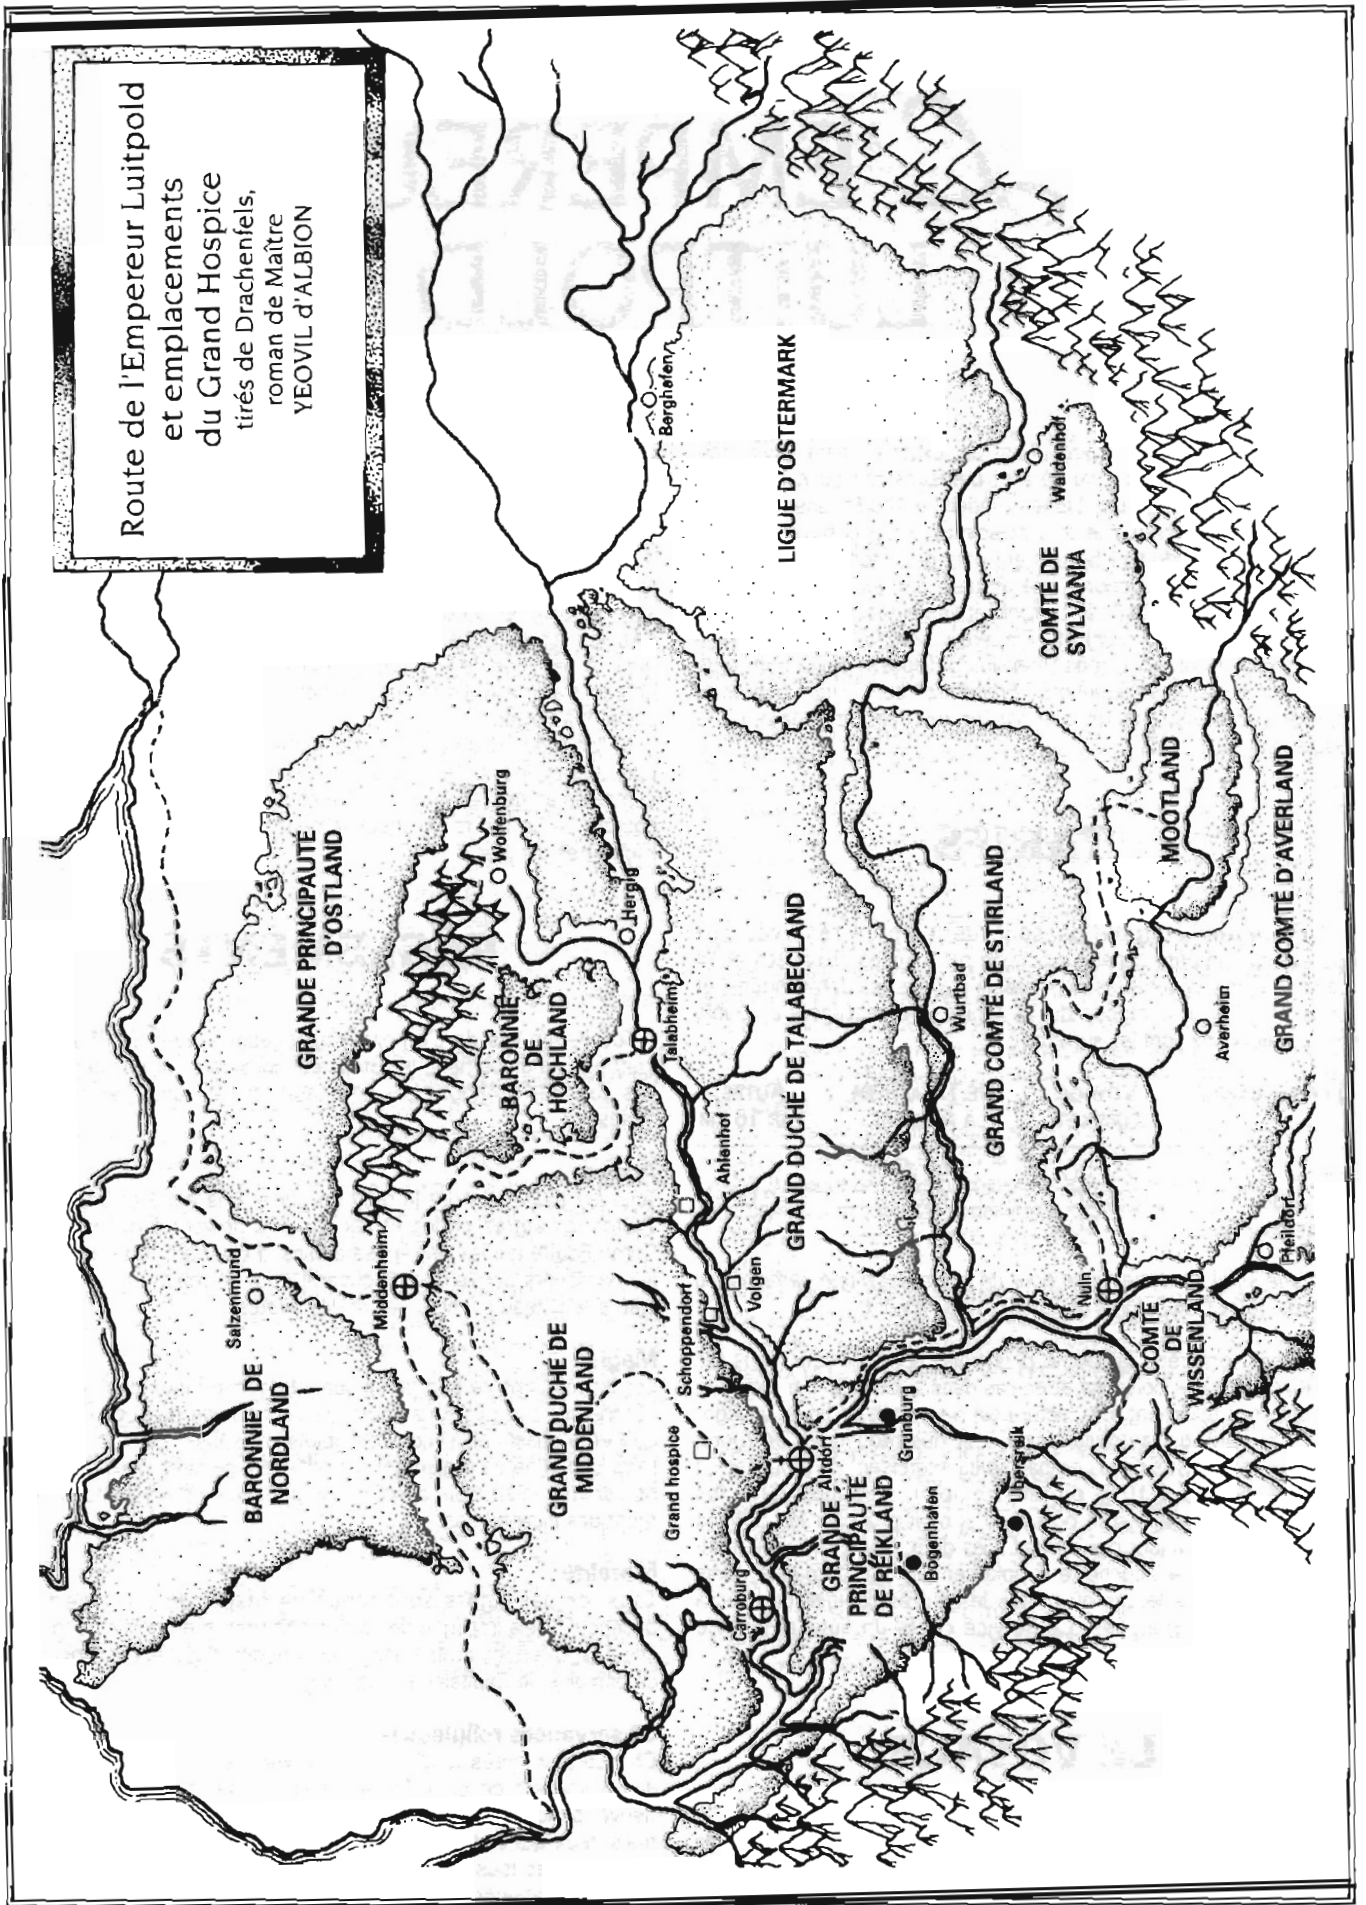 Route de l'Empereur Luitpold
et emplacements
du Grand Hospice
tirés de Drachenfels,
roman de Maître
YEOVIL d'ALBION
Salzenmund
BARONNIE DE
NORDLAND
GRANDE PRINCIPAUTÉ
D'OSTLAND
Middenheim
Wolfenburg
BARONNIE
DE
HOCHLAND
Hergig
Talabheim
Berghafen
GRAND DUCHÉ DE
MIDDENLAND
Grand hospice
Schoppendorf
Ahlenhof
Volgen
Carroburg
GRAND DUCHÉ DE TALABECLAND
LIGUE D'OSTERMARK
Altdorf
GRANDE
PRINCIPAUTÉ
DE REIKLAND
Grunburg
Bögenhafen
Ubersreik
Wurtbad
GRAND COMTÉ DE STIRLAND
Waldenhof
COMTÉ DE
SYLVANIA
Nuln
COMTÉ
DE
WISSENLAND
MOOTLAND
Averheim
GRAND COMTÉ D'AVERLAND
Pfeildorf